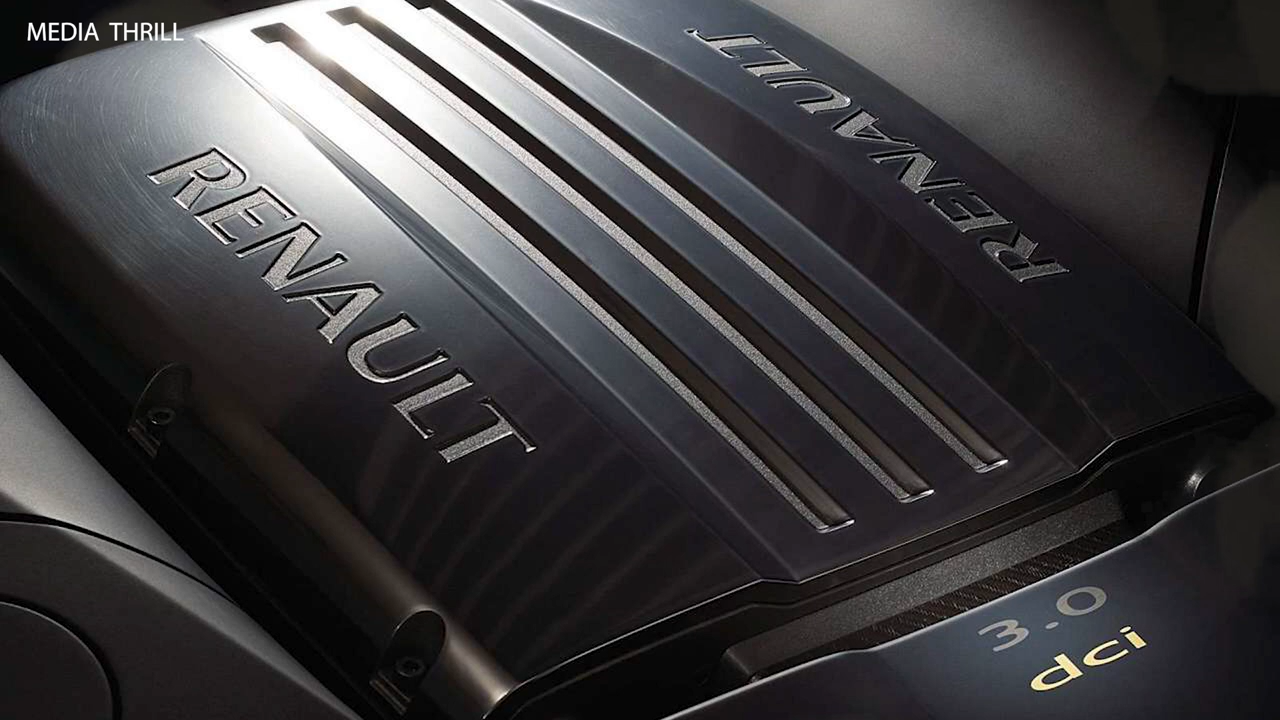 MEDIA THRILL
RENAULT
RENAULT
3.0
dci